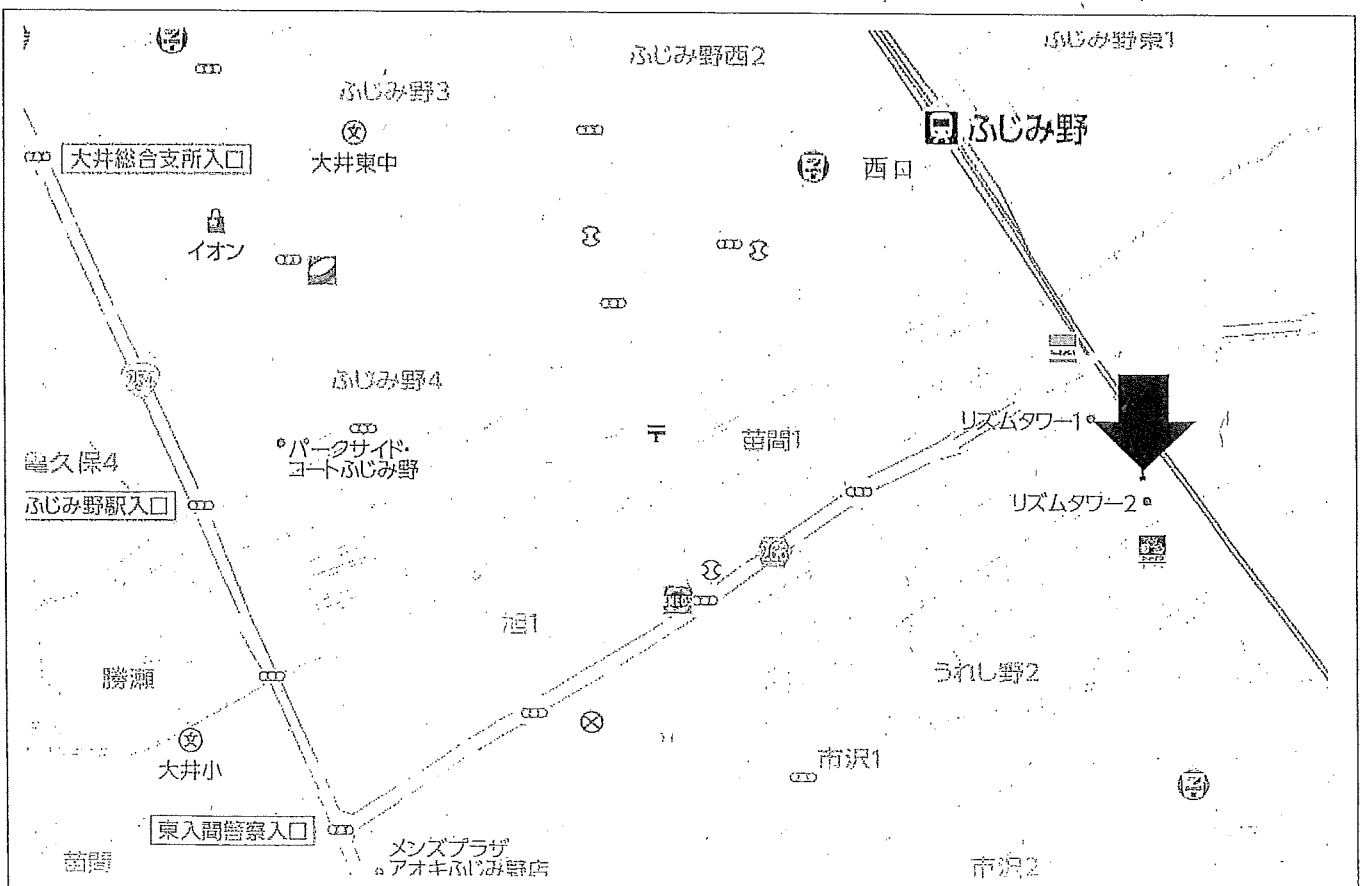 ふじみ野東1
ふじみ野西2
ふじみ野3
ふじみ野
大井総合支所入口
大井東中
西口
イオン
254
ふじみ野4
リズムタワー1
パークサイド・
コートふじみ野
苗間1
亀久保4
ふじみ野駅入口
リズムタワー2
266
旭1
勝瀬
うれし野2
大井小
市沢1
東入間警察入口
メンズプラザ
アオキふじみ野店
苗間
市沢2